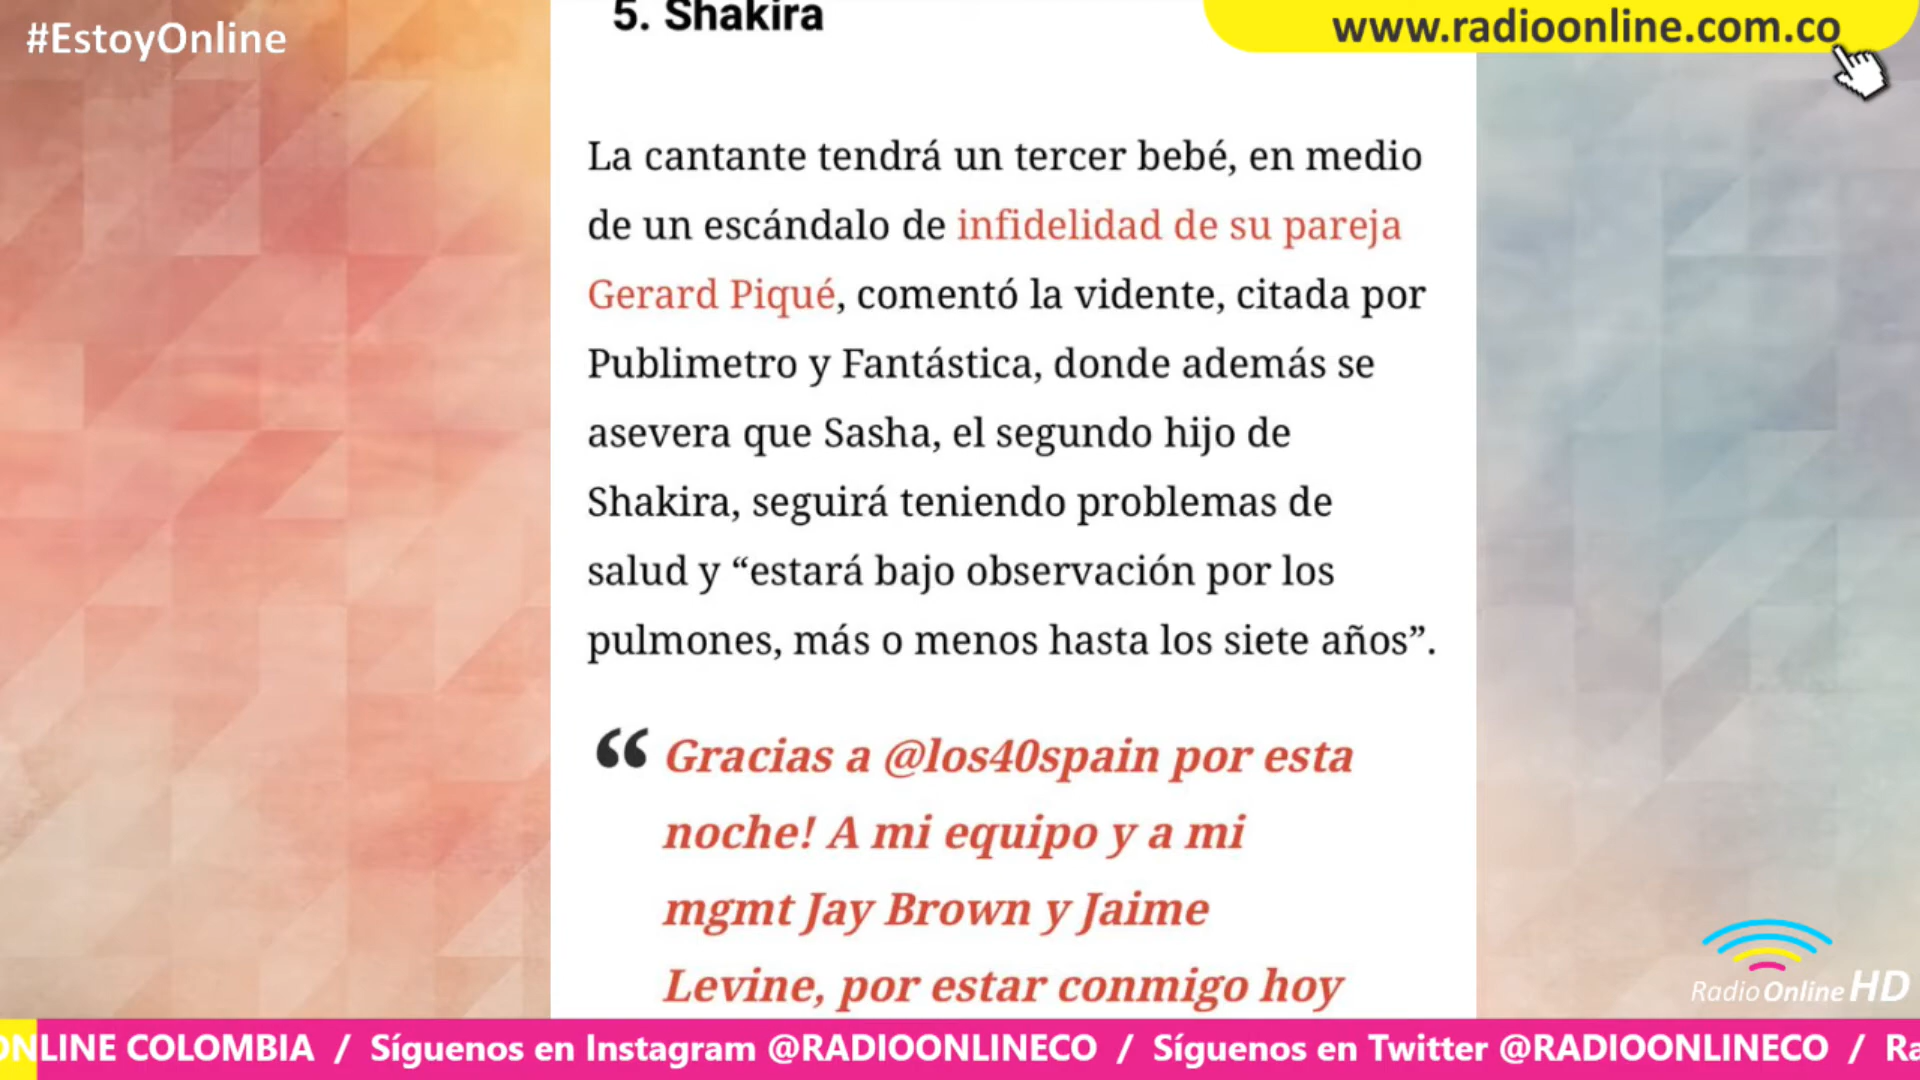 #EstoyOnline
5. Shakira
www.radioonline.com.co
La cantante tendrá un tercer bebé, en medio
de un escándalo de infidelidad de su pareja
Gerard Piqué, comentó la vidente, citada por
Publimetro y Fantástica, donde además se
asevera que Sasha, el segundo hijo de
Shakira, seguirá teniendo problemas de
salud y “estará bajo observación por los
pulmones, más o menos hasta los siete años”.
“ Gracias a @los40spain por esta
noche! A mi equipo y a mi
mgmt Jay Brown y Jaime
Levine, por estar conmigo hoy
Radio Online HD
ONLINE COLOMBIA / Síguenos en Instagram @RADIOONLINECO / Síguenos en Twitter @RADIOONLINECO / Ra